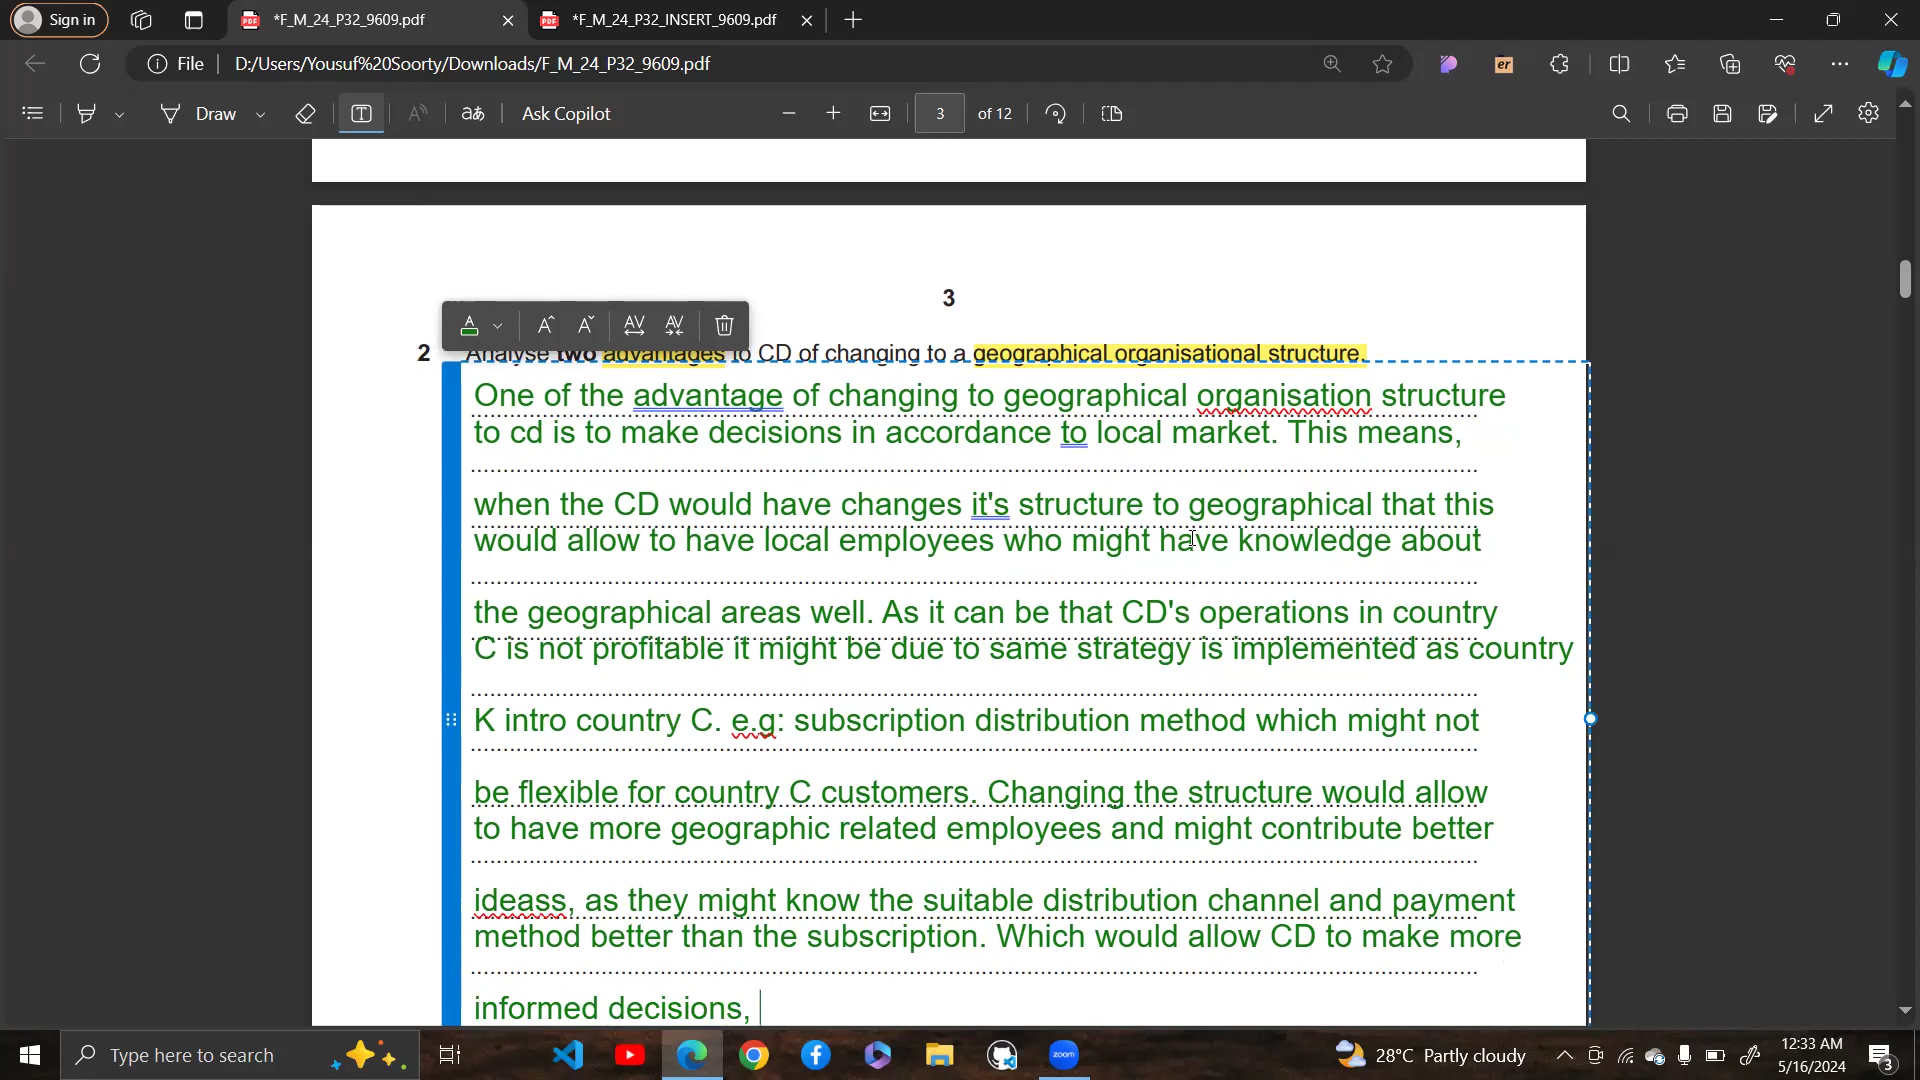 Sign in
*F_M_24_P32_9609.pdf
*F_M_24_P32_INSERT_9609.pdf
File
D:/Users/Yousuf%20Soorty/Downloads/F_M_24_P32_9609.pdf
er
Draw
aあ
Ask Copilot
3 of 12
3
2 Analyse two advantages to CD of changing to a geographical organisational structure.
One of the advantage of changing to geographical organisation structure
to cd is to make decisions in accordance to local market. This means,
when the CD would have changes it's structure to geographical that this
would allow to have local employees who might have knowledge about
the geographical areas well. As it can be that CD's operations in country
C is not profitable it might be due to same strategy is implemented as country
K intro country C. e.g: subscription distribution method which might not
be flexible for country C customers. Changing the structure would allow
to have more geographic related employees and might contribute better
ideass, as they might know the suitable distribution channel and payment
method better than the subscription. Which would allow CD to make more
informed decisions,
Type here to search
zoom
28°C Partly cloudy
12:33 AM
5/16/2024
3